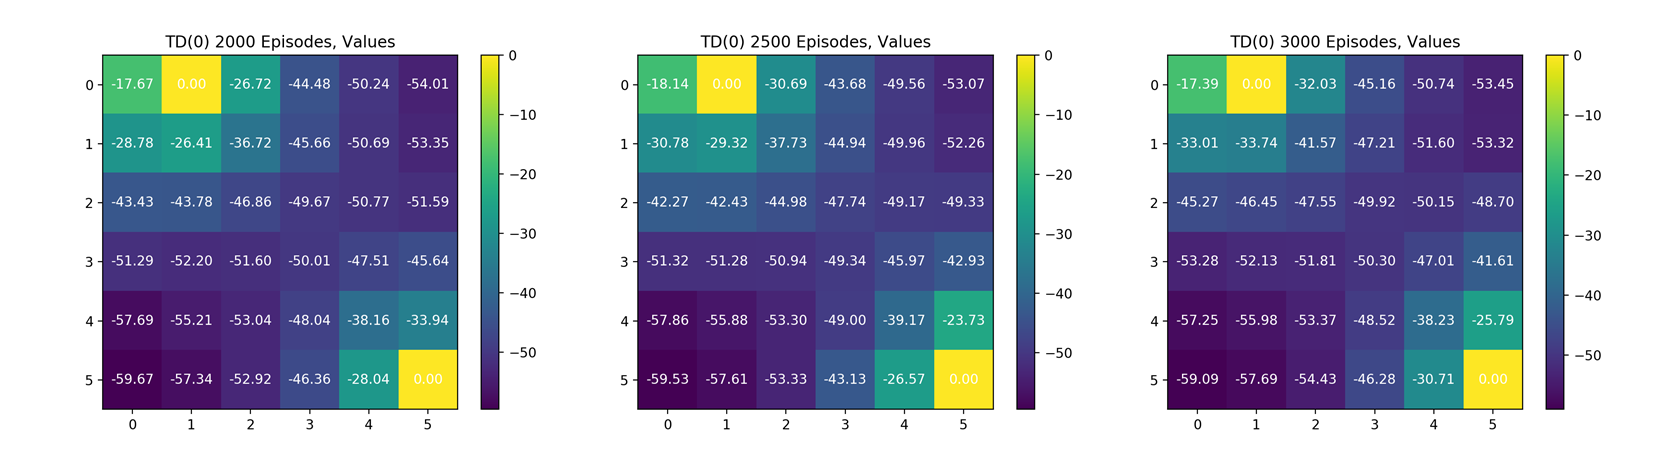 TD(0) 2000 Episodes, Values
0 -17.67 0.00 -26.72 -44.48 -50.24 -54.01
1 -28.78 -26.41 -36.72 -45.66 -50.69 -53.35
2 -43.43 -43.78 -46.86 -49.67 -50.77 -51.59
3 -51.29 -52.20 -51.60 -50.01 -47.51 -45.64
4 -57.69 -55.21 -53.04 -48.04 -38.16 -33.94
5 -59.67 -57.34 -52.92 -46.36 -28.04 0.00
0 1 2 3 4 5
0
−10
−20
−30
−40
−50
TD(0) 2500 Episodes, Values
0 -18.14 0.00 -30.69 -43.68 -49.56 -53.07
1 -30.78 -29.32 -37.73 -44.94 -49.96 -52.26
2 -42.27 -42.43 -44.98 -47.74 -49.17 -49.33
3 -51.32 -51.28 -50.94 -49.34 -45.97 -42.93
4 -57.86 -55.88 -53.30 -49.00 -39.17 -23.73
5 -59.53 -57.61 -53.33 -43.13 -26.57 0.00
0 1 2 3 4 5
0
−10
−20
−30
−40
−50
TD(0) 3000 Episodes, Values
0 -17.39 0.00 -32.03 -45.16 -50.74 -53.45
1 -33.01 -33.74 -41.57 -47.21 -51.60 -53.32
2 -45.27 -46.45 -47.55 -49.92 -50.15 -48.70
3 -53.28 -52.13 -51.81 -50.30 -47.01 -41.61
4 -57.25 -55.98 -53.37 -48.52 -38.23 -25.79
5 -59.09 -57.69 -54.43 -46.28 -30.71 0.00
0 1 2 3 4 5
0
−10
−20
−30
−40
−50